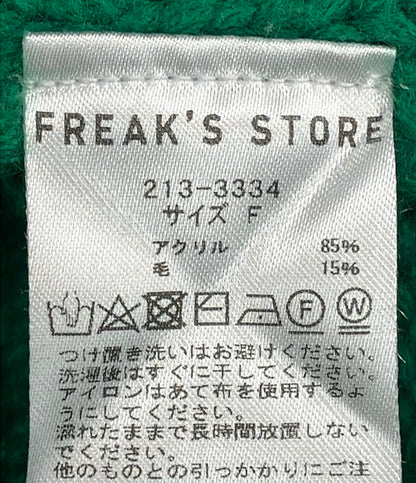 FREAK'S STORE
213-3334
サイズ F
アクリル 85%
毛 15%
F W
つけ置き洗いはお避けください。
洗濯後はすぐに干してください。
アイロンはあて布を使用するよ
うにしてください。
濡れたままで長時間放置しない
でください。
他のものとの引っかかりにご注